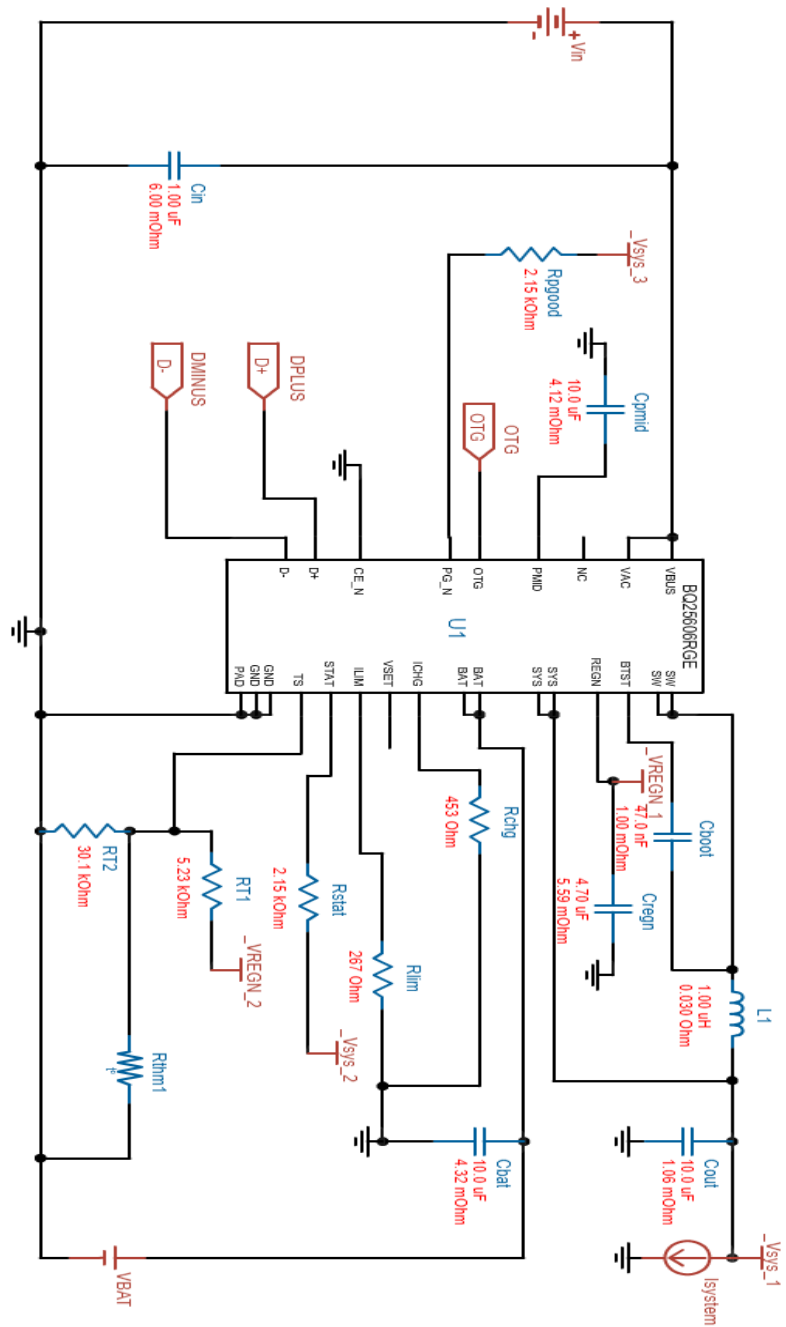 +
Vin
-
Cin
1.00 uF
6.00 mOhm
_Vsys_3
Rpgood
2.15 kOhm
Cpmid
10.0 uF
4.12 mOhm
DMINUS
D-
DPLUS
D+
OTG
OTG
BQ25606RGE
U1
VBUS
VAC
NC
PMID
OTG
PG_N
CE_N
D+
D-
SW
SW
BTST
REGN
SYS
SYS
BAT
BAT
ICHG
VSET
ILIM
STAT
TS
GND
GND
PAD
_VREGN_1
47.0 nF
1.00 mOhm
Cboot
4.70 uF
5.59 mOhm
Cregn
L1
1.00 uH
0.030 Ohm
Rchg
453 Ohm
Rlim
267 Ohm
Rstat
2.15 kOhm
_Vsys_2
RT1
5.23 kOhm
_VREGN_2
RT2
30.1 kOhm
Rthm1
t°
Cbat
10.0 uF
4.32 mOhm
Cout
10.0 uF
1.06 mOhm
_Vsys_1
Isystem
VBAT